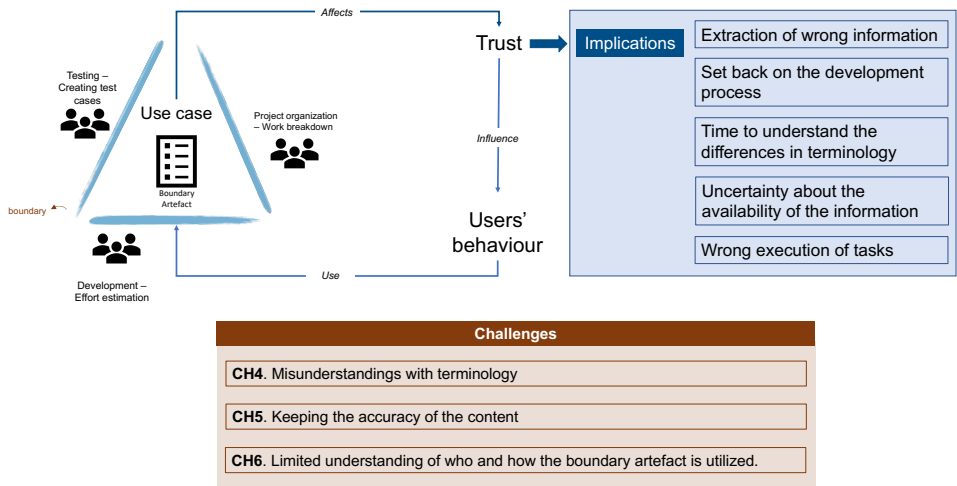 Affects
Trust
Implications
Extraction of wrong information
Set back on the development
process
Time to understand the
differences in terminology
Uncertainty about the
availability of the information
Wrong execution of tasks
Testing –
Creating test
cases
Use case
Project organization
– Work breakdown
Boundary
Artefact
boundary
Influence
Users'
behaviour
Use
Development –
Effort estimation
Challenges
CH4. Misunderstandings with terminology
CH5. Keeping the accuracy of the content
CH6. Limited understanding of who and how the boundary artefact is utilized.